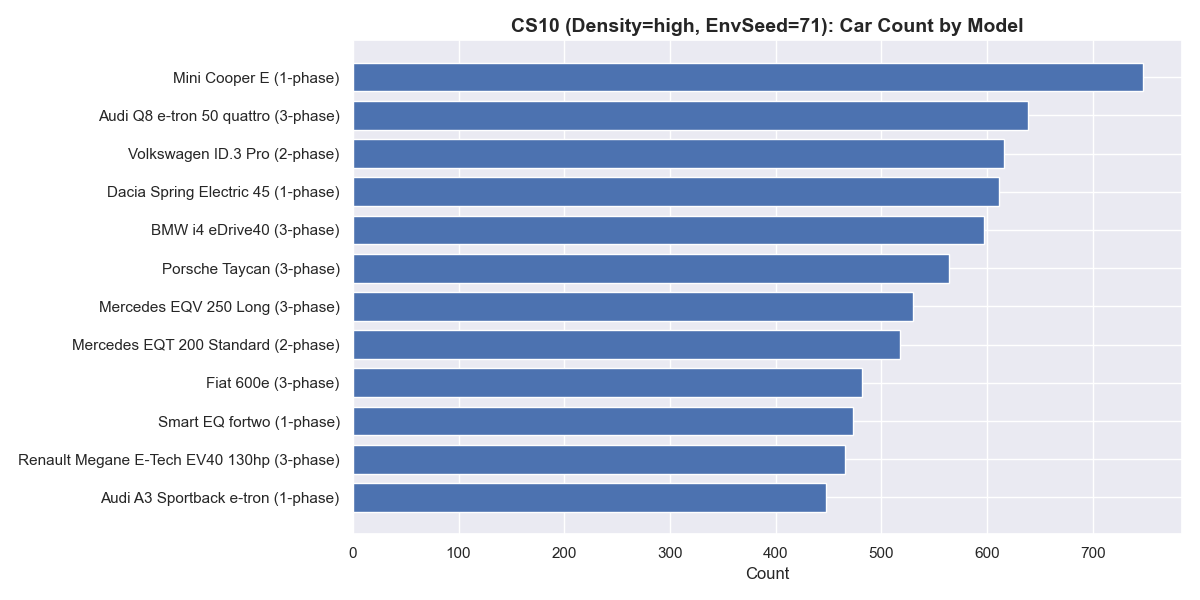 CS10 (Density=high, EnvSeed=71): Car Count by Model
Mini Cooper E (1-phase)
Audi Q8 e-tron 50 quattro (3-phase)
Volkswagen ID.3 Pro (2-phase)
Dacia Spring Electric 45 (1-phase)
BMW i4 eDrive40 (3-phase)
Porsche Taycan (3-phase)
Mercedes EQV 250 Long (3-phase)
Mercedes EQT 200 Standard (2-phase)
Fiat 600e (3-phase)
Smart EQ fortwo (1-phase)
Renault Megane E-Tech EV40 130hp (3-phase)
Audi A3 Sportback e-tron (1-phase)
0 100 200 300 400 500 600 700
Count